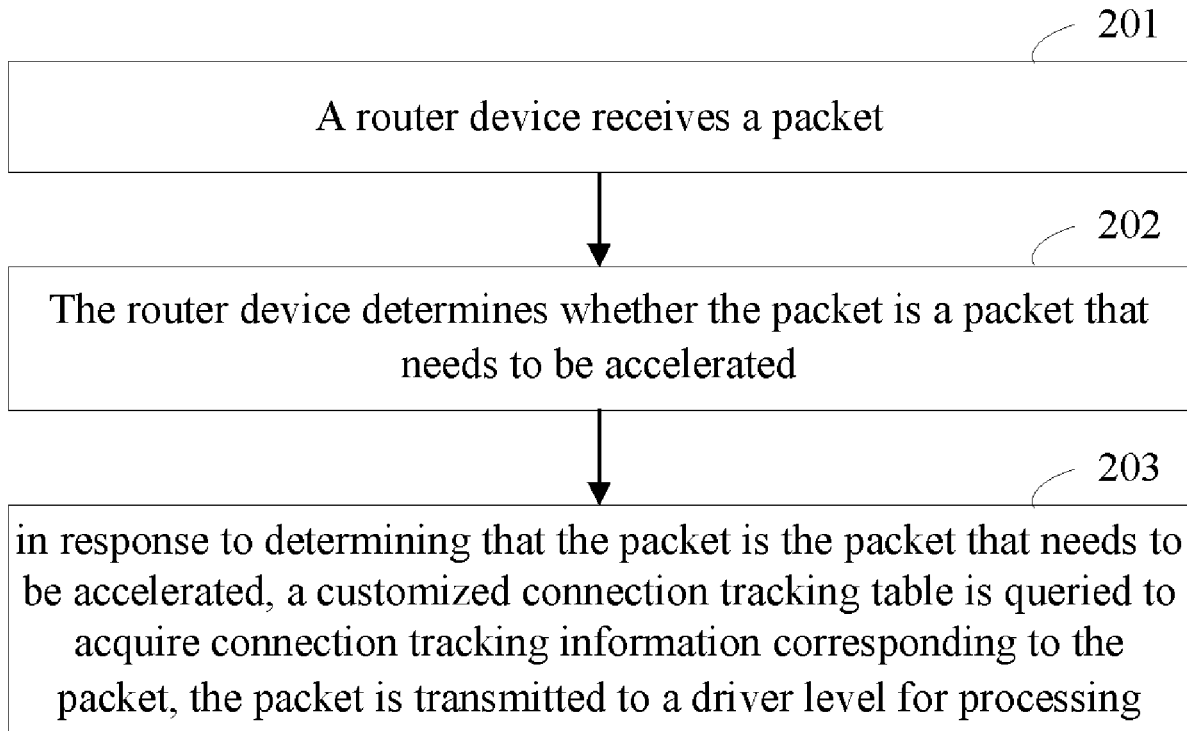 201
A router device receives a packet
202
The router device determines whether the packet is a packet that
needs to be accelerated
203
in response to determining that the packet is the packet that needs to
be accelerated, a customized connection tracking table is queried to
acquire connection tracking information corresponding to the
packet, the packet is transmitted to a driver level for processing